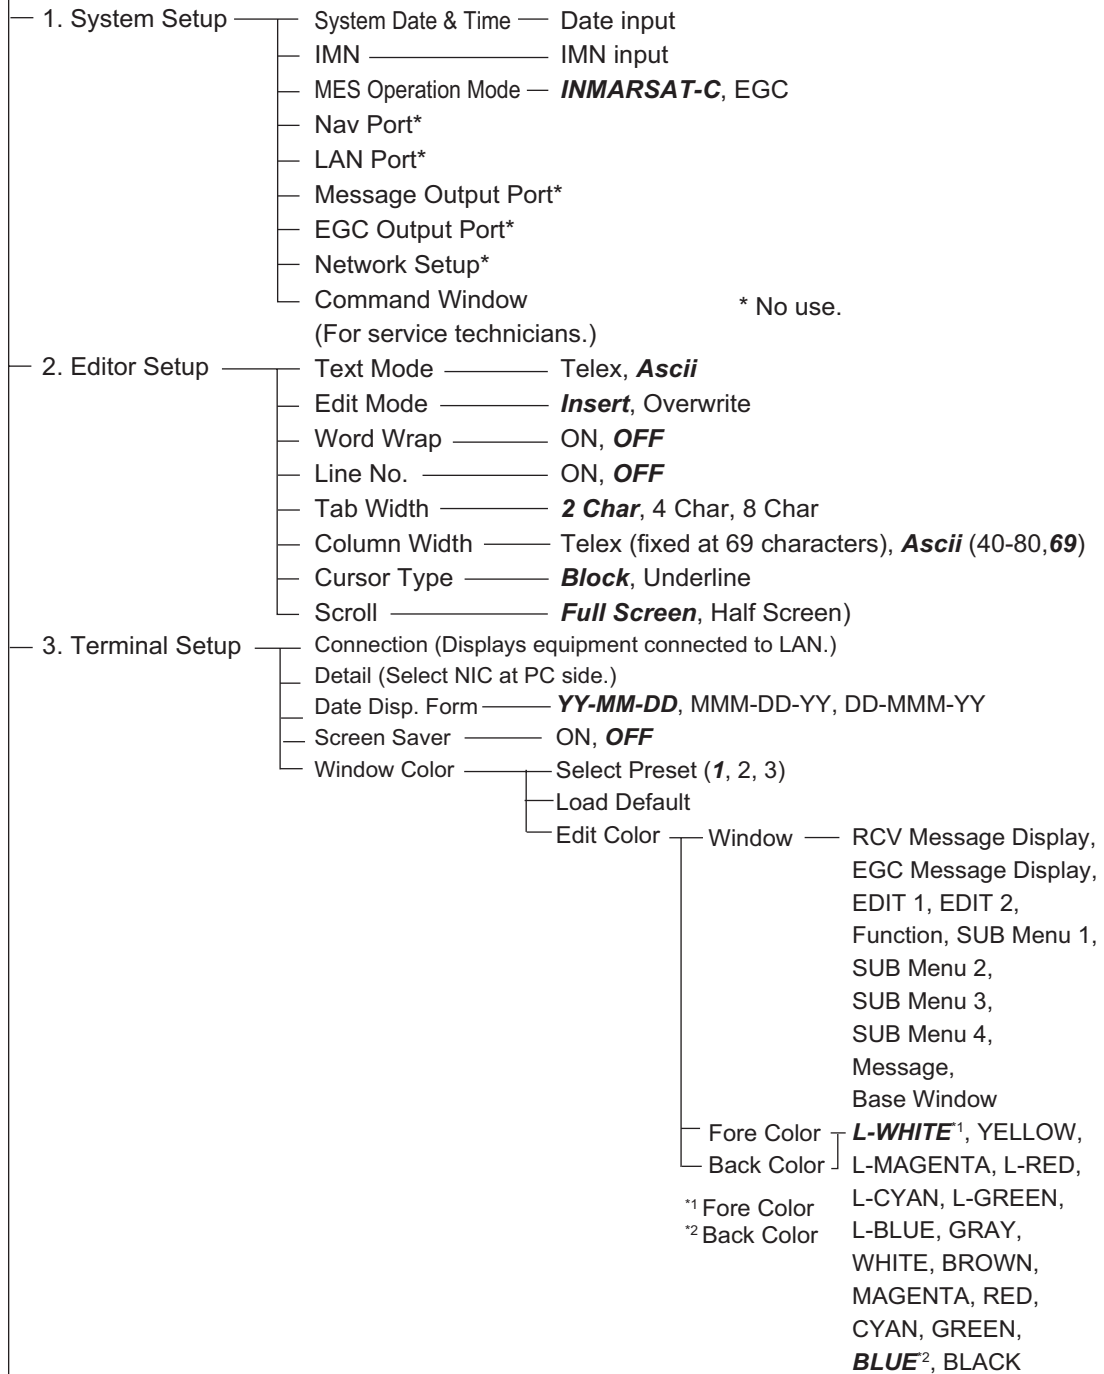 1. System Setup
System Date & Time Date input
IMN IMN input
MES Operation Mode INMARSAT-C, EGC
Nav Port*
LAN Port*
Message Output Port*
EGC Output Port*
Network Setup*
Command Window
* No use.
(For service technicians.)
2. Editor Setup
Text Mode Telex, Ascii
Edit Mode Insert, Overwrite
Word Wrap ON, OFF
Line No. ON, OFF
Tab Width 2 Char, 4 Char, 8 Char
Column Width Telex (fixed at 69 characters), Ascii (40-80,69)
Cursor Type Block, Underline
Scroll Full Screen, Half Screen)
3. Terminal Setup
Connection (Displays equipment connected to LAN.)
Detail (Select NIC at PC side.)
Date Disp. Form YY-MM-DD, MMM-DD-YY, DD-MMM-YY
Screen Saver ON, OFF
Window Color Select Preset (1, 2, 3)
Load Default
Edit Color Window RCV Message Display,
EGC Message Display,
EDIT 1, EDIT 2,
Function, SUB Menu 1,
SUB Menu 2,
SUB Menu 3,
SUB Menu 4,
Message,
Base Window
Fore Color L-WHITE*1, YELLOW,
Back Color L-MAGENTA, L-RED,
*1 Fore Color L-CYAN, L-GREEN,
*2 Back Color L-BLUE, GRAY,
WHITE, BROWN,
MAGENTA, RED,
CYAN, GREEN,
BLUE*2, BLACK